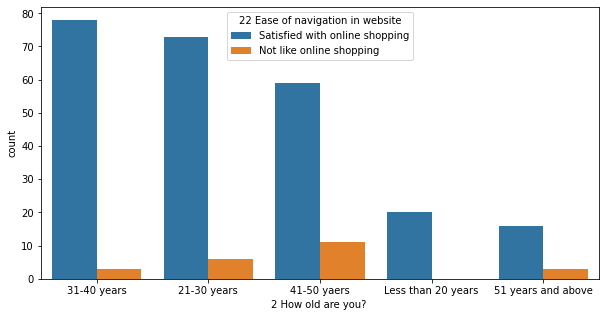 22 Ease of navigation in website
Satisfied with online shopping
Not like online shopping
80
70
60
50
40
30
20
10
0
count
31-40 years
21-30 years
41-50 yaers
Less than 20 years
51 years and above
2 How old are you?